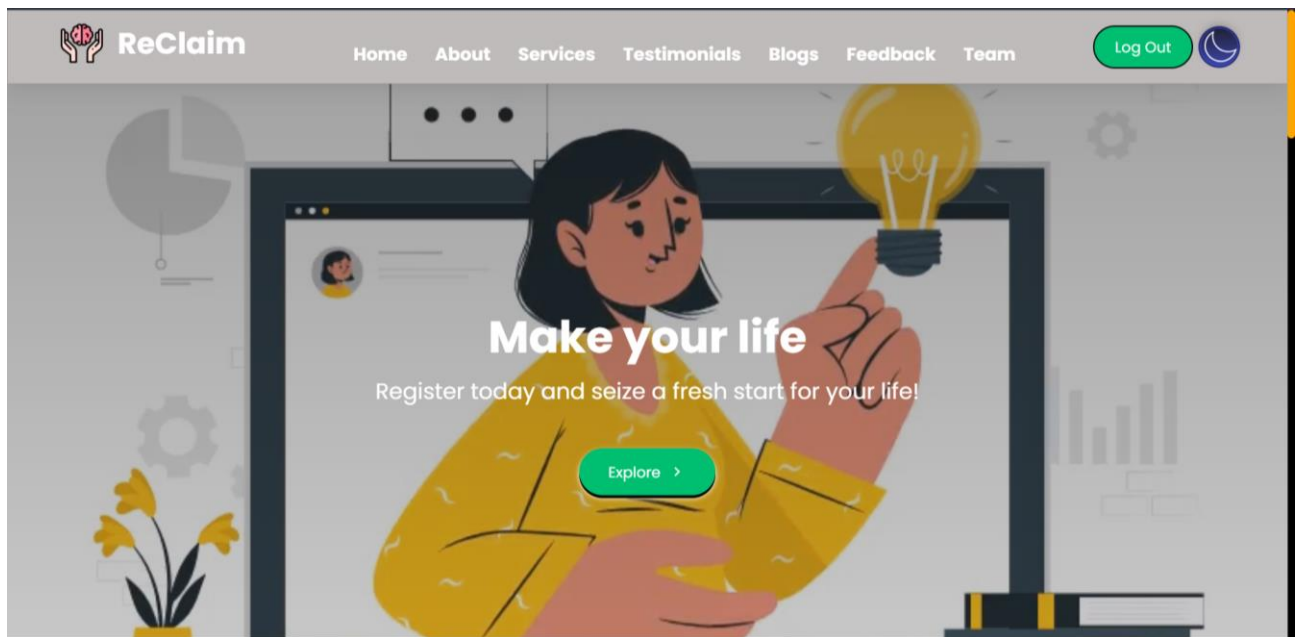 ReClaim
Home About Services Testimonials Blogs Feedback Team
Log Out
Make your life
Register today and seize a fresh start for your life!
Explore >